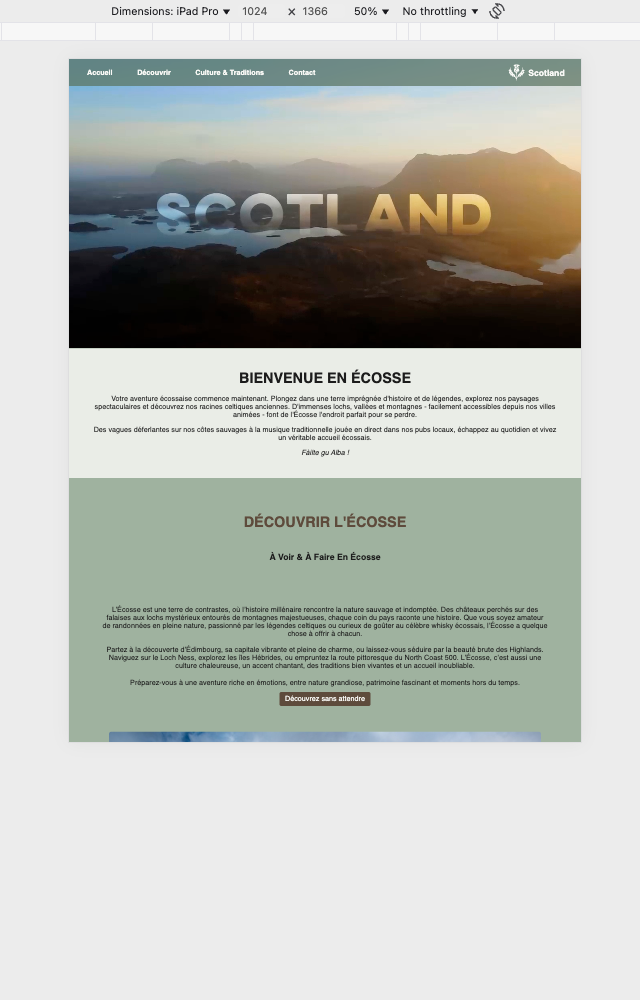 Dimensions: iPad Pro ▼ 1024 × 1366 50% ▼ No throttling ▼
Accueil Découvrir Culture & Traditions Contact Scotland
SCOTLAND
BIENVENUE EN ÉCOSSE
Votre aventure écossaise commence maintenant. Plongez dans une terre imprégnée d'histoire et de légendes, explorez nos paysages
spectaculaires et découvrez nos racines celtiques anciennes. D'immenses lochs, vallées et montagnes - facilement accessibles depuis nos villes
animées - font de l'Écosse l'endroit parfait pour se perdre.
Des vagues déferlantes sur nos côtes sauvages à la musique traditionnelle jouée en direct dans nos pubs locaux, échappez au quotidien et vivez
un véritable accueil écossais.
Fàilte gu Alba !
DÉCOUVRIR L'ÉCOSSE
À Voir & À Faire En Écosse
L'Écosse est une terre de contrastes, où l'histoire millénaire rencontre la nature sauvage et indomptée. Des châteaux perchés sur des
falaises aux lochs mystérieux entourés de montagnes majestueuses, chaque coin du pays raconte une histoire. Que vous soyez amateur
de randonnées en pleine nature, passionné par les légendes celtiques ou curieux de goûter au célèbre whisky écossais, l'Écosse a quelque
chose à offrir à chacun.
Partez à la découverte d'Édimbourg, sa capitale vibrante et pleine de charme, ou laissez-vous séduire par la beauté brute des Highlands.
Naviguez sur le Loch Ness, explorez les îles Hébrides, ou empruntez la route pittoresque du North Coast 500. L'Écosse, c'est aussi une
culture chaleureuse, un accent chantant, des traditions bien vivantes et un accueil inoubliable.
Préparez-vous à une aventure riche en émotions, entre nature grandiose, patrimoine fascinant et moments hors du temps.
Découvrez sans attendre